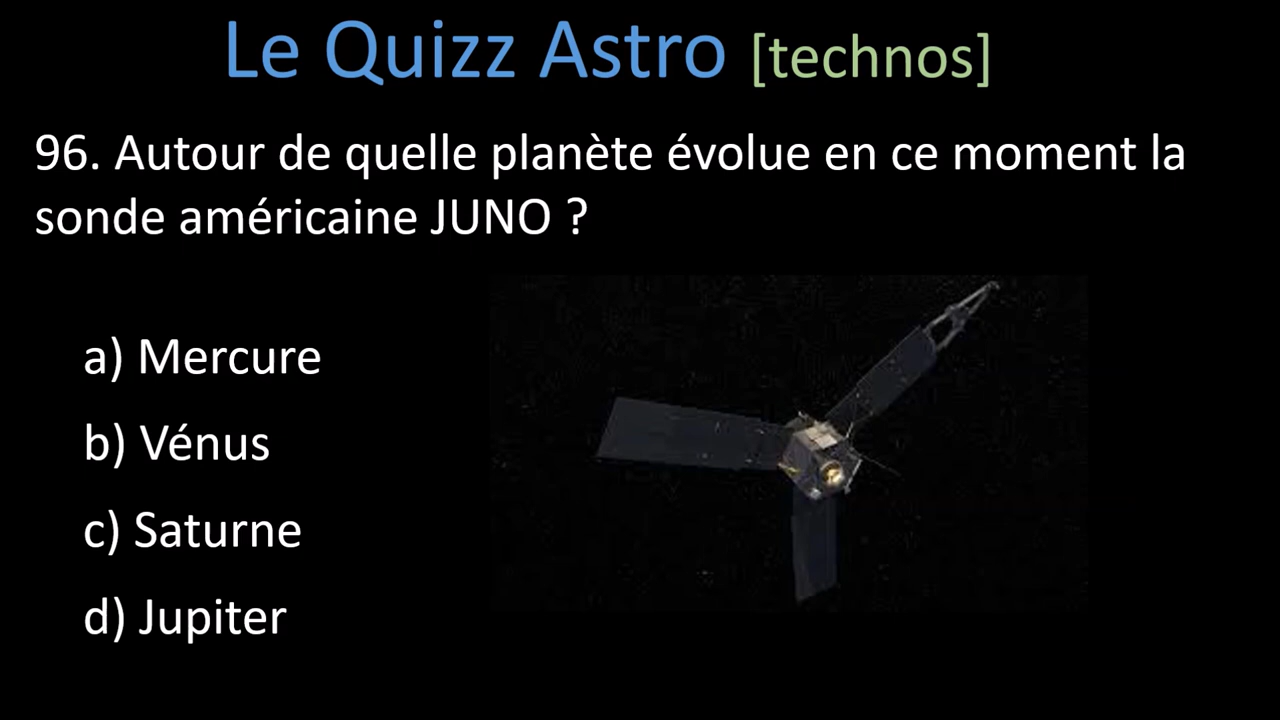 Le Quizz Astro [technos]
96. Autour de quelle planète évolue en ce moment la
sonde américaine JUNO ?
a) Mercure
b) Vénus
c) Saturne
d) Jupiter